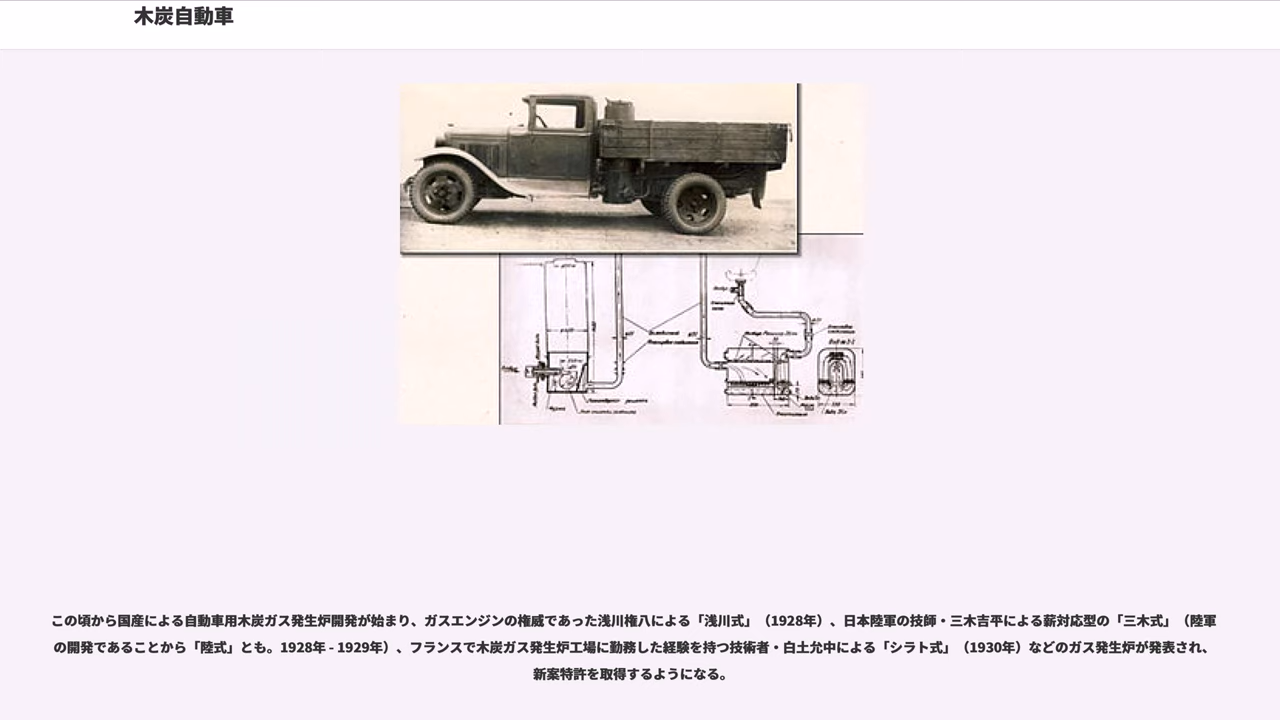 木炭自動車
この頃から国産による自動車用木炭ガス発生炉開発が始まり、ガスエンジンの権威であった浅川権八による「浅川式」（1928年）、日本陸軍の技師・三木吉平による薪対応型の「三木式」（陸軍
の開発であることから「陸式」とも。1928年 - 1929年）、フランスで木炭ガス発生炉工場に勤務した経験を持つ技術者・白土允中による「シラト式」（1930年）などのガス発生炉が発表され、
新案特許を取得するようになる。